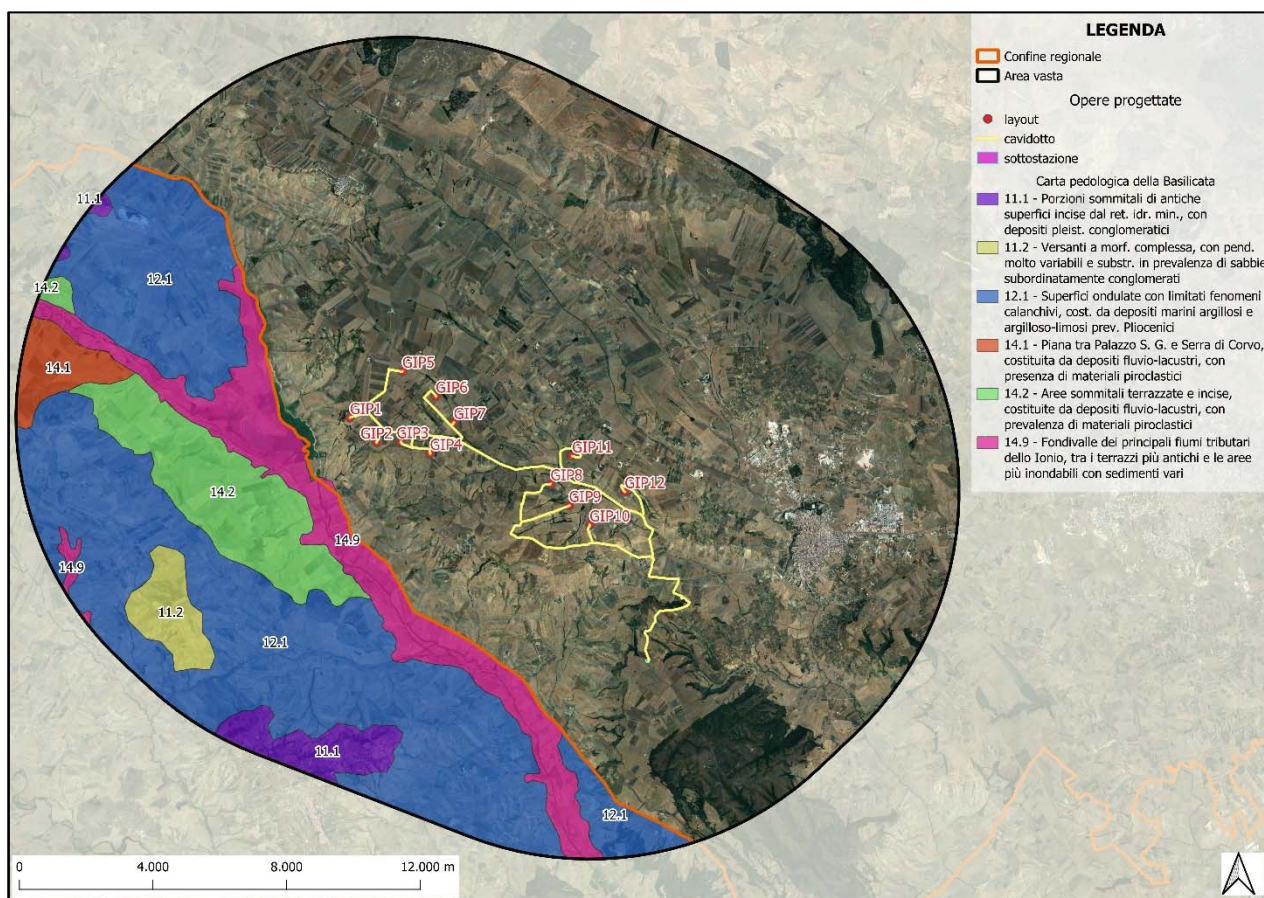 LEGENDA
Confine regionale
Area vasta
Opere progettate
layout
cavidotto
sottostazione
Carta pedologica della Basilicata
11.1 - Porzioni sommitali di antiche
superfici incise dal ret. idr. min., con
depositi pleist. conglomeratici
11.2 - Versanti a morf. complessa, con pend.
molto variabili e substr. in prevalenza di sabbie
subordinatamente conglomerati
12.1 - Superfici ondulate con limitati fenomeni
calanchivi, cost. da depositi marini argillosi e
argilloso-limosi prev. Pliocenici
14.1 - Piana tra Palazzo S. G. e Serra di Corvo,
costituita da depositi fluvio-lacustri, con
presenza di materiali piroclastici
14.2 - Aree sommitali terrazzate e incise,
costituite da depositi fluvio-lacustri, con
prevalenza di materiali piroclastici
14.9 - Fondivalle dei principali fiumi tributari
dello Ionio, tra i terrazzi più antichi e le aree
più inondabili con sedimenti vari
11.1
12.1
14.2
14.1
GIP5
GIP6
GIP1
GIP7
GIP2
GIP3
GIP4
GIP11
GIP8
GIP12
GIP9
GIP10
14.2
14.9
14.9
11.2
12.1
11.1
12.1
0
4.000
8.000
12.000 m